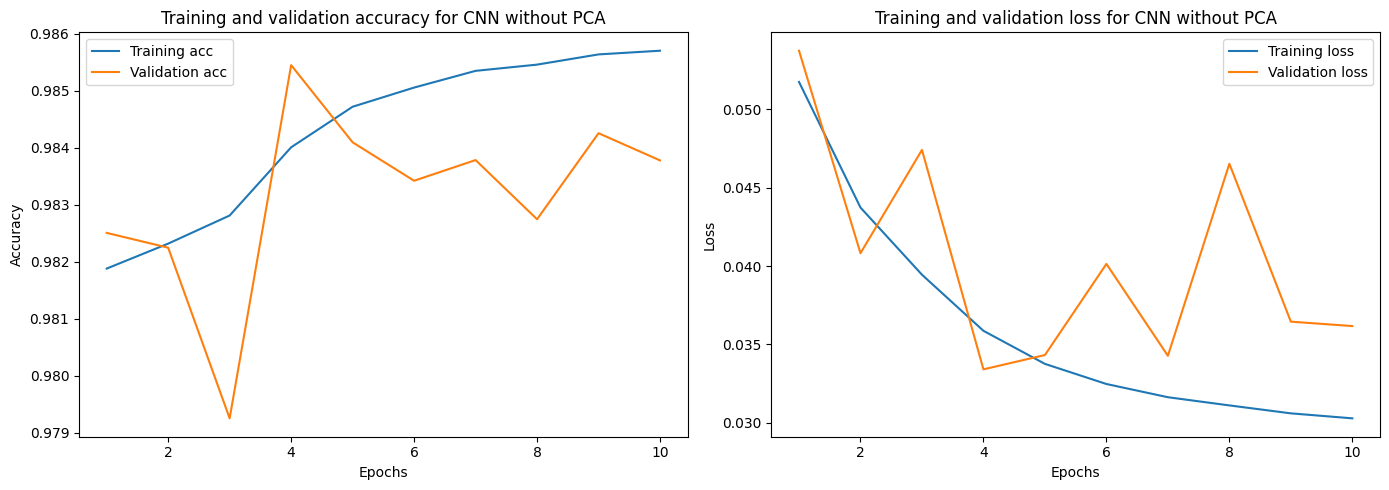 Training and validation accuracy for CNN without PCA
0.986
0.985
0.984
0.983
0.982
0.981
0.980
0.979
Accuracy
Training acc
Validation acc
2
4
6
8
10
Epochs
Training and validation loss for CNN without PCA
0.050
0.045
0.040
0.035
0.030
Loss
Training loss
Validation loss
2
4
6
8
10
Epochs